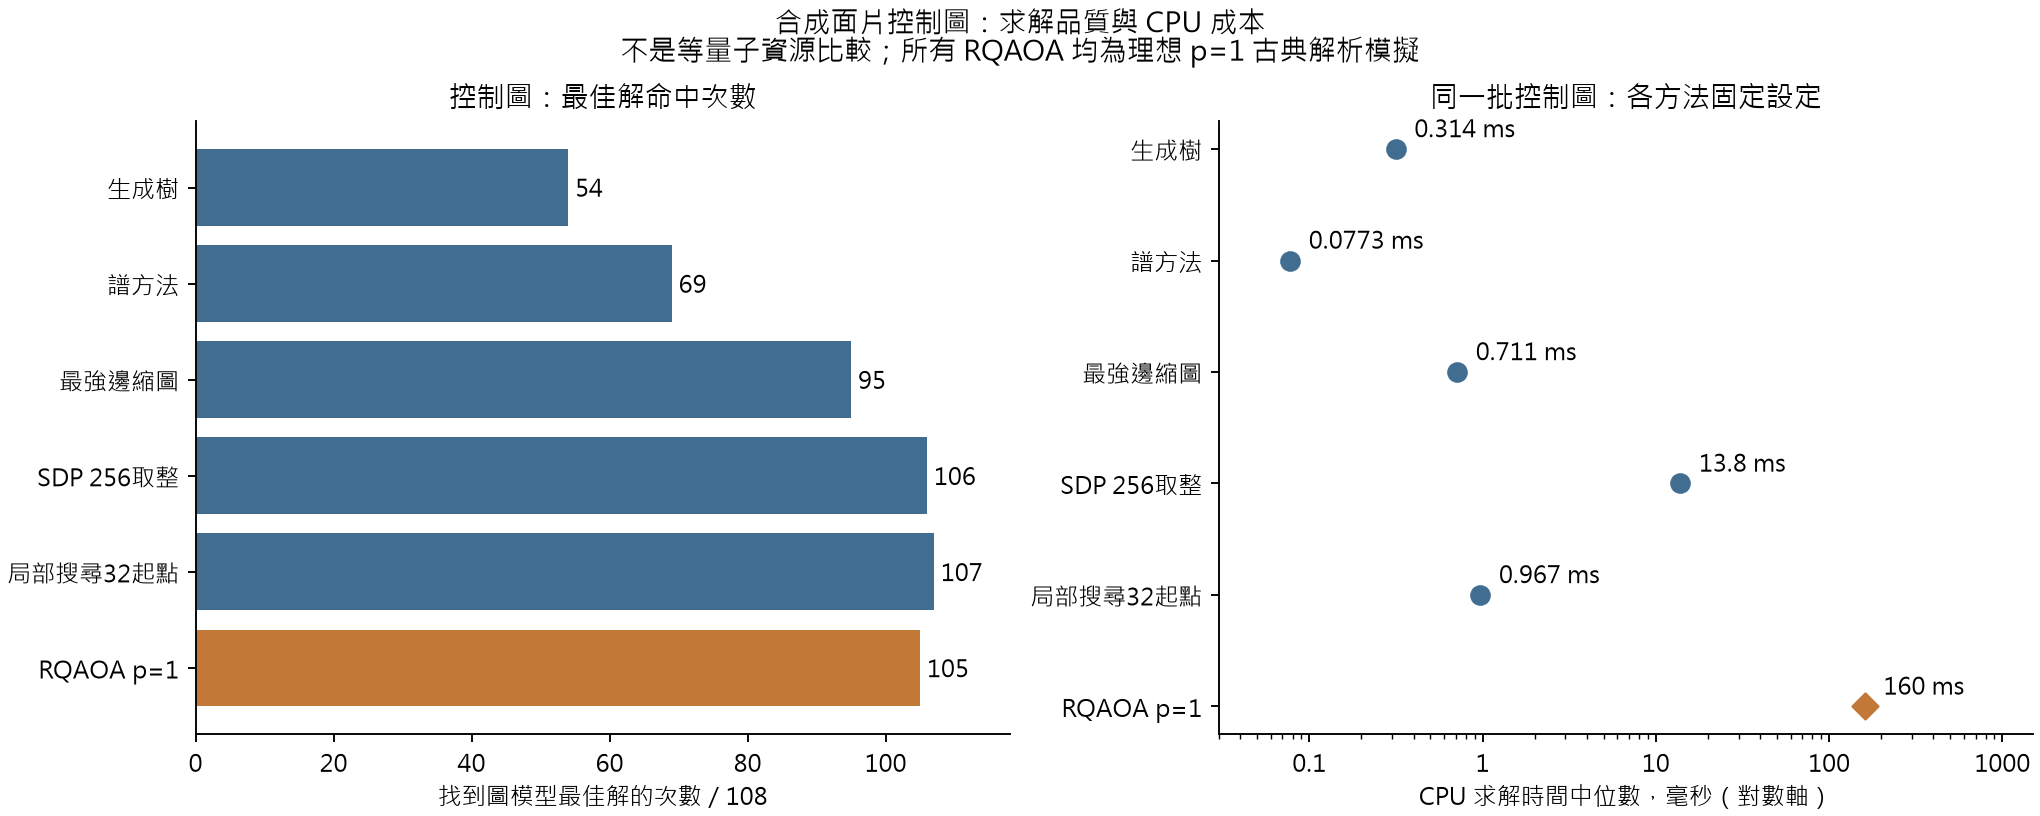 合成面片控制圖：求解品質與 CPU 成本
不是等量子資源比較；所有 RQAOA 均為理想 p=1 古典解析模擬
控制圖：最佳解命中次數
生成樹
54
譜方法
69
最強邊縮圖
95
SDP 256取整
106
局部搜尋32起點
107
RQAOA p=1
105
0
20
40
60
80
100
找到圖模型最佳解的次數 / 108
同一批控制圖：各方法固定設定
生成樹
0.314 ms
譜方法
0.0773 ms
最強邊縮圖
0.711 ms
SDP 256取整
13.8 ms
局部搜尋32起點
0.967 ms
RQAOA p=1
160 ms
0.1
1
10
100
1000
CPU 求解時間中位數，毫秒（對數軸）